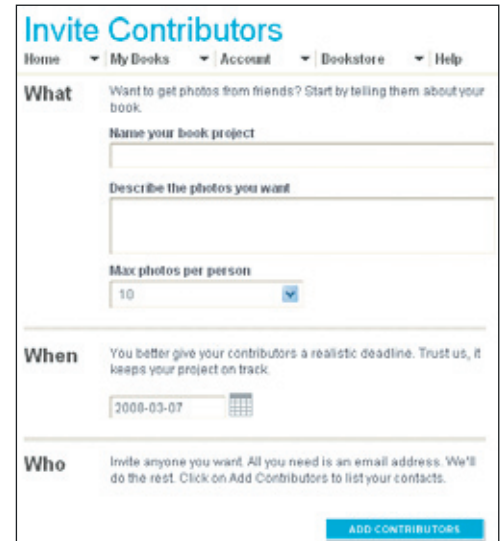 Invite Contributors
Home My Books Account Bookstore Help
What
Want to get photos from friends? Start by telling them about your
book.
Name your book project
Describe the photos you want
Max photos per person
10
When
You better give your contributors a realistic deadline. Trust us, it
keeps your project on track.
2008-03-07
Who
Invite anyone you want. All you need is an email address. We'll
do the rest. Click on Add Contributors to list your contacts.
ADD CONTRIBUTORS